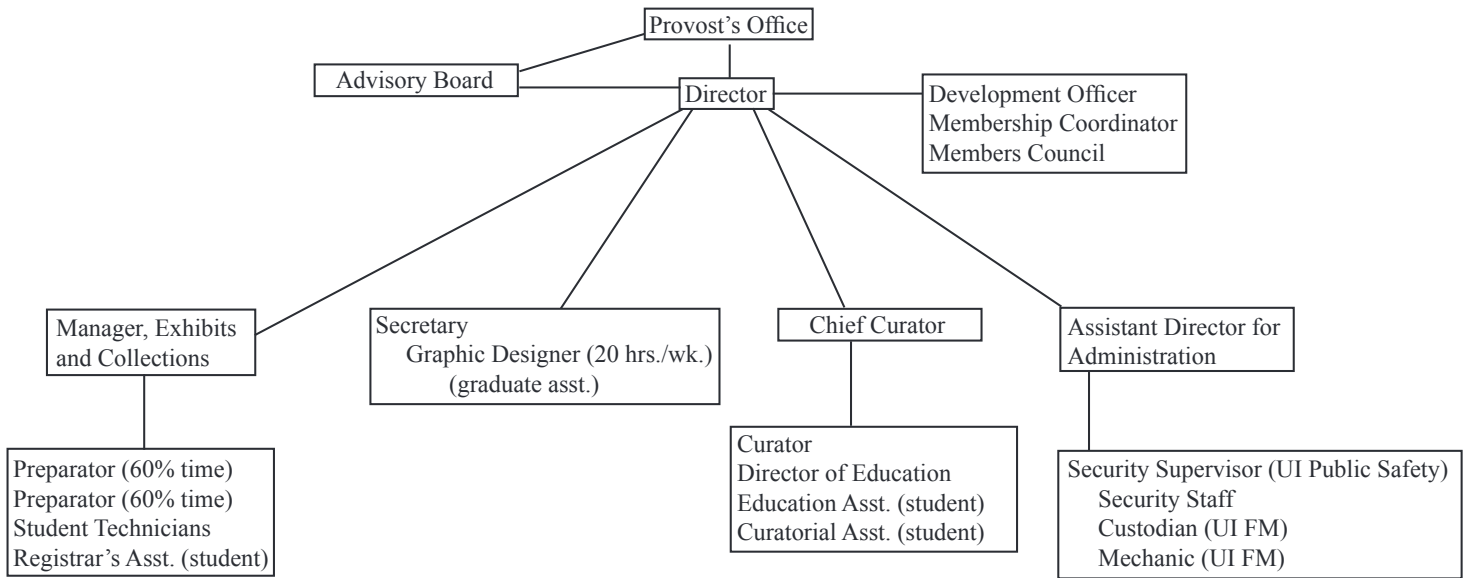 Provost’s Office
Advisory Board
Director
Development Officer
Membership Coordinator
Members Council
Manager, Exhibits
and Collections
Secretary
Graphic Designer (20 hrs./wk.)
(graduate asst.)
Chief Curator
Assistant Director for
Administration
Preparator (60% time)
Preparator (60% time)
Student Technicians
Registrar’s Asst. (student)
Curator
Director of Education
Education Asst. (student)
Curatorial Asst. (student)
Security Supervisor (UI Public Safety)
Security Staff
Custodian (UI FM)
Mechanic (UI FM)